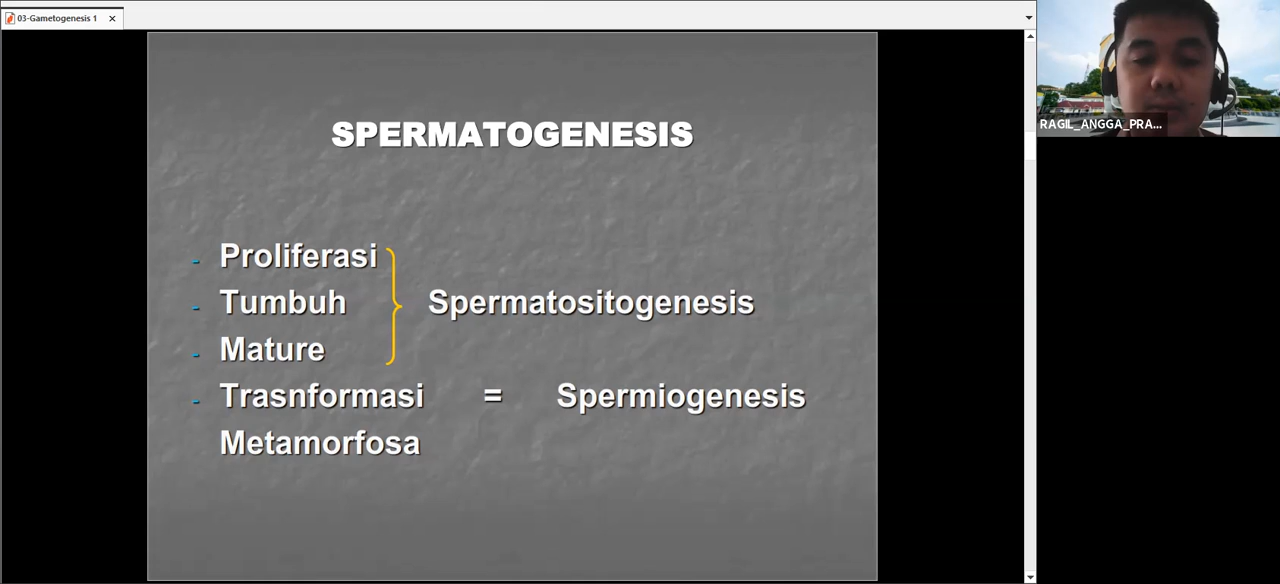 03-Gametogenesis 1
SPERMATOGENESIS
- Proliferasi
- Tumbuh
Spermatositogenesis
- Mature
- Trasnformasi = Spermiogenesis
Metamorfosa
RAGIL_ANGGA_PRA...